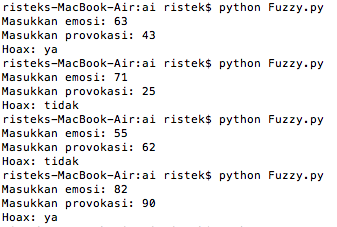 risteks-MacBook-Air:ai ristek$ python Fuzzy.py
Masukkan emosi: 63
Masukkan provokasi: 43
Hoax: ya
risteks-MacBook-Air:ai ristek$ python Fuzzy.py
Masukkan emosi: 71
Masukkan provokasi: 25
Hoax: tidak
risteks-MacBook-Air:ai ristek$ python Fuzzy.py
Masukkan emosi: 55
Masukkan provokasi: 62
Hoax: tidak
risteks-MacBook-Air:ai ristek$ python Fuzzy.py
Masukkan emosi: 82
Masukkan provokasi: 90
Hoax: ya